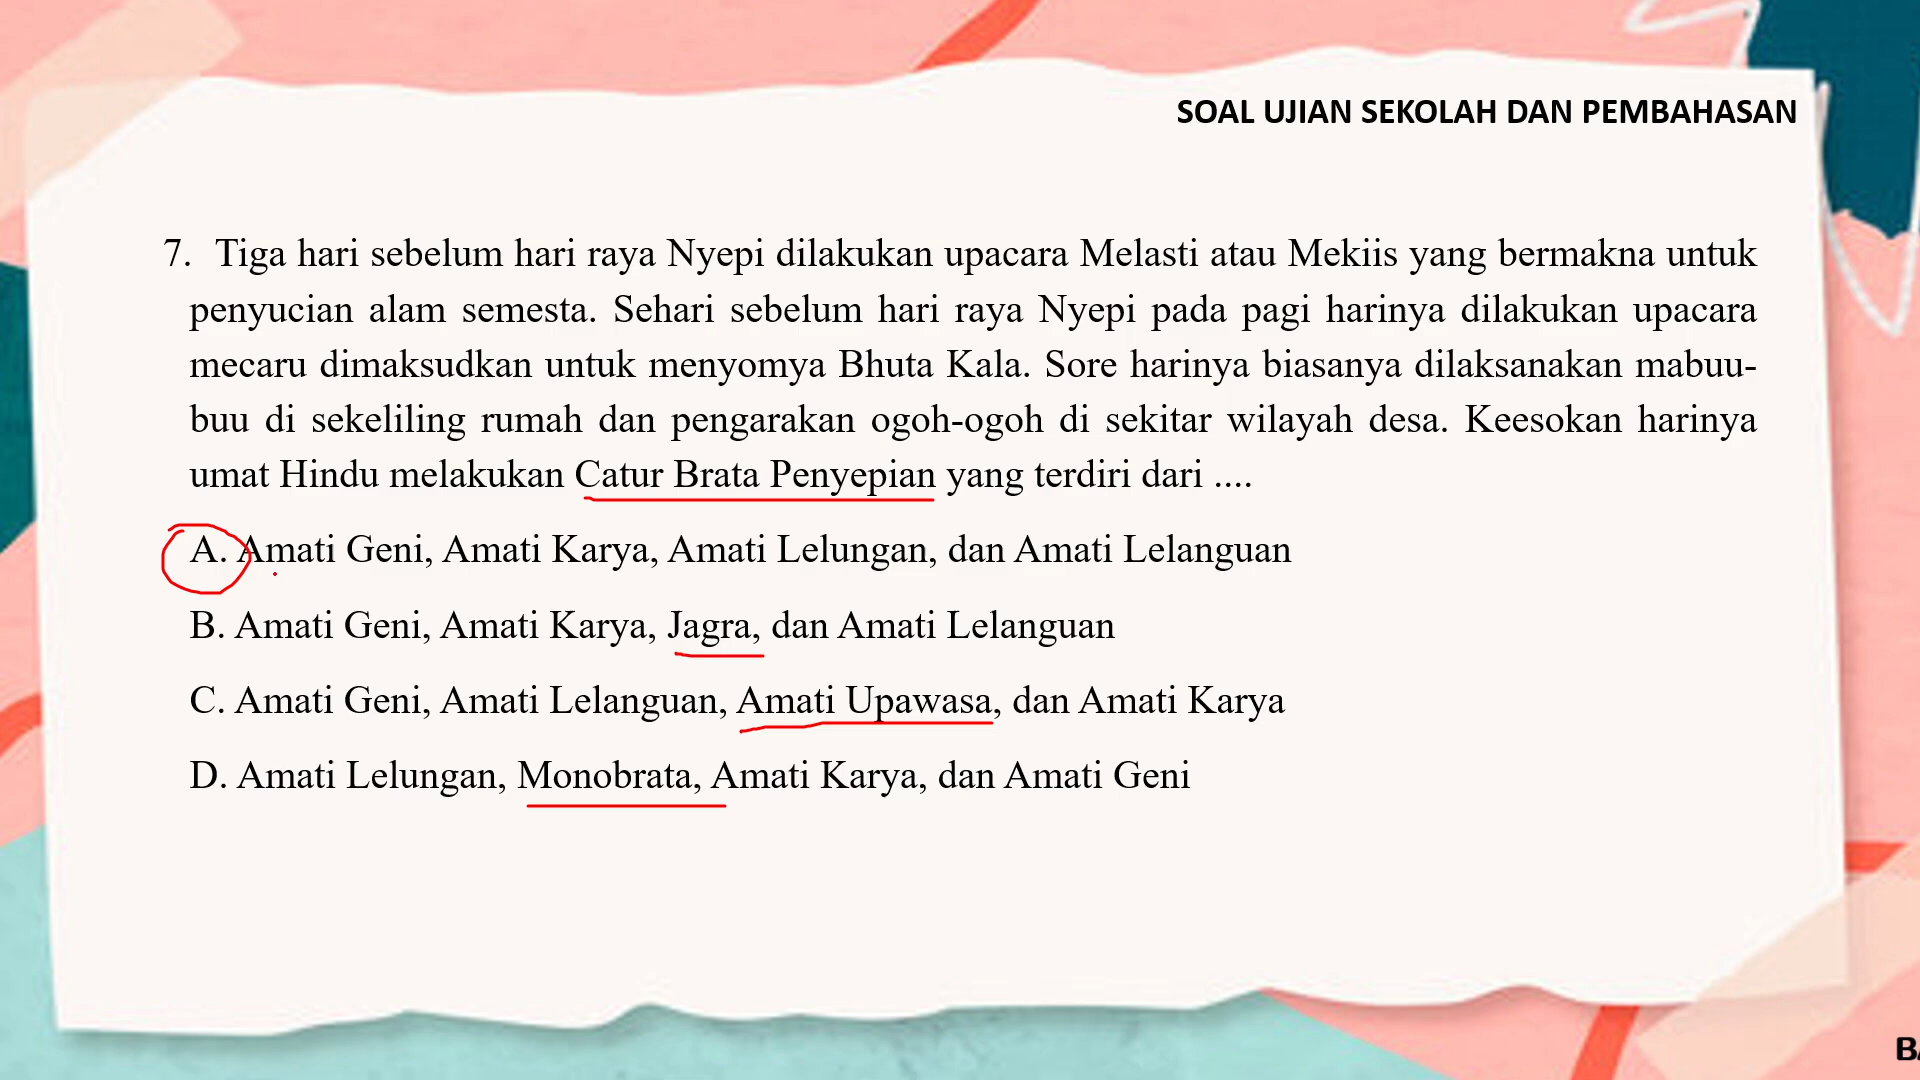 SOAL UJIAN SEKOLAH DAN PEMBAHASAN
7. Tiga hari sebelum hari raya Nyepi dilakukan upacara Melasti atau Mekiis yang bermakna untuk
penyucian alam semesta. Sehari sebelum hari raya Nyepi pada pagi harinya dilakukan upacara
mecaru dimaksudkan untuk menyomya Bhuta Kala. Sore harinya biasanya dilaksanakan mabuu-
buu di sekeliling rumah dan pengarakan ogoh-ogoh di sekitar wilayah desa. Keesokan harinya
umat Hindu melakukan Catur Brata Penyepian yang terdiri dari ....
A. Amati Geni, Amati Karya, Amati Lelungan, dan Amati Lelanguan
B. Amati Geni, Amati Karya, Jagra, dan Amati Lelanguan
C. Amati Geni, Amati Lelanguan, Amati Upawasa, dan Amati Karya
D. Amati Lelungan, Monobrata, Amati Karya, dan Amati Geni